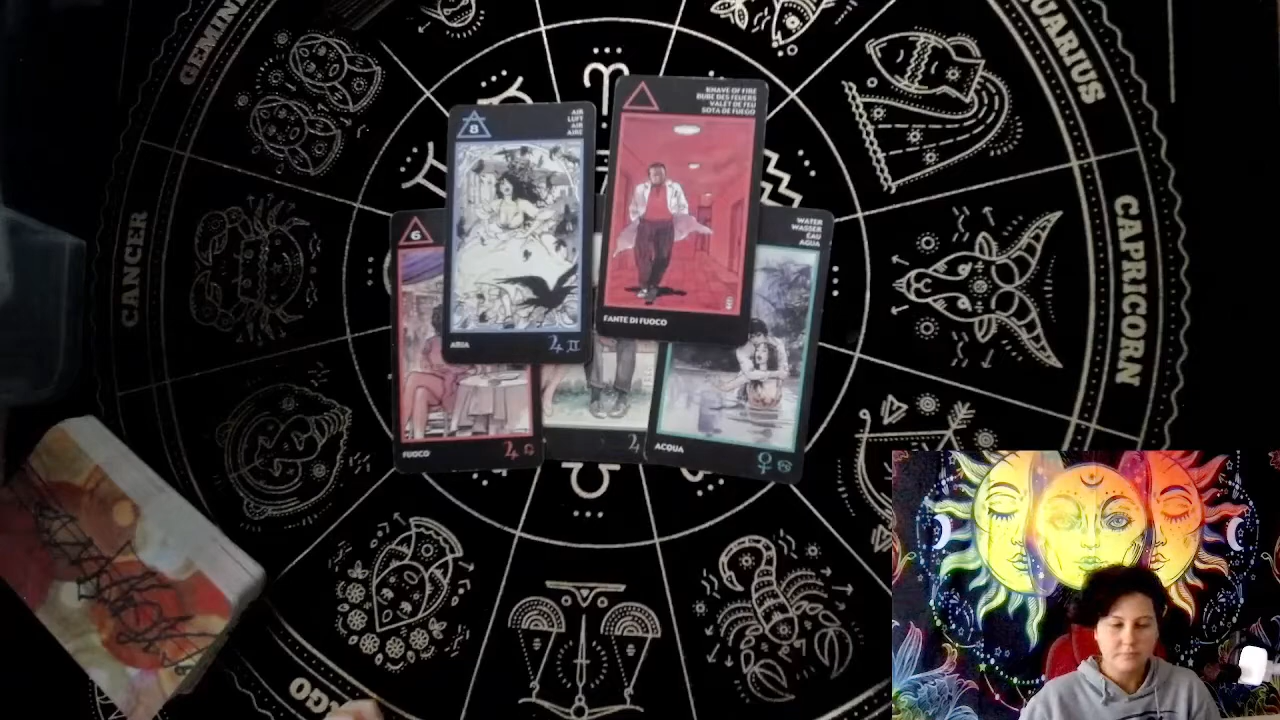 GEMINI
CANCER
AQUARIUS
CAPRICORN
8
AIR
LUFT
AIR
AIRE
ARIA
KNAVE OF FIRE
BUBE DES FEUERS
VALET DE FEU
SOTA DE FUEGO
FANTE DI FUOCO
6
FUOCO
WATER
WASSER
EAU
AGUA
ACQUA